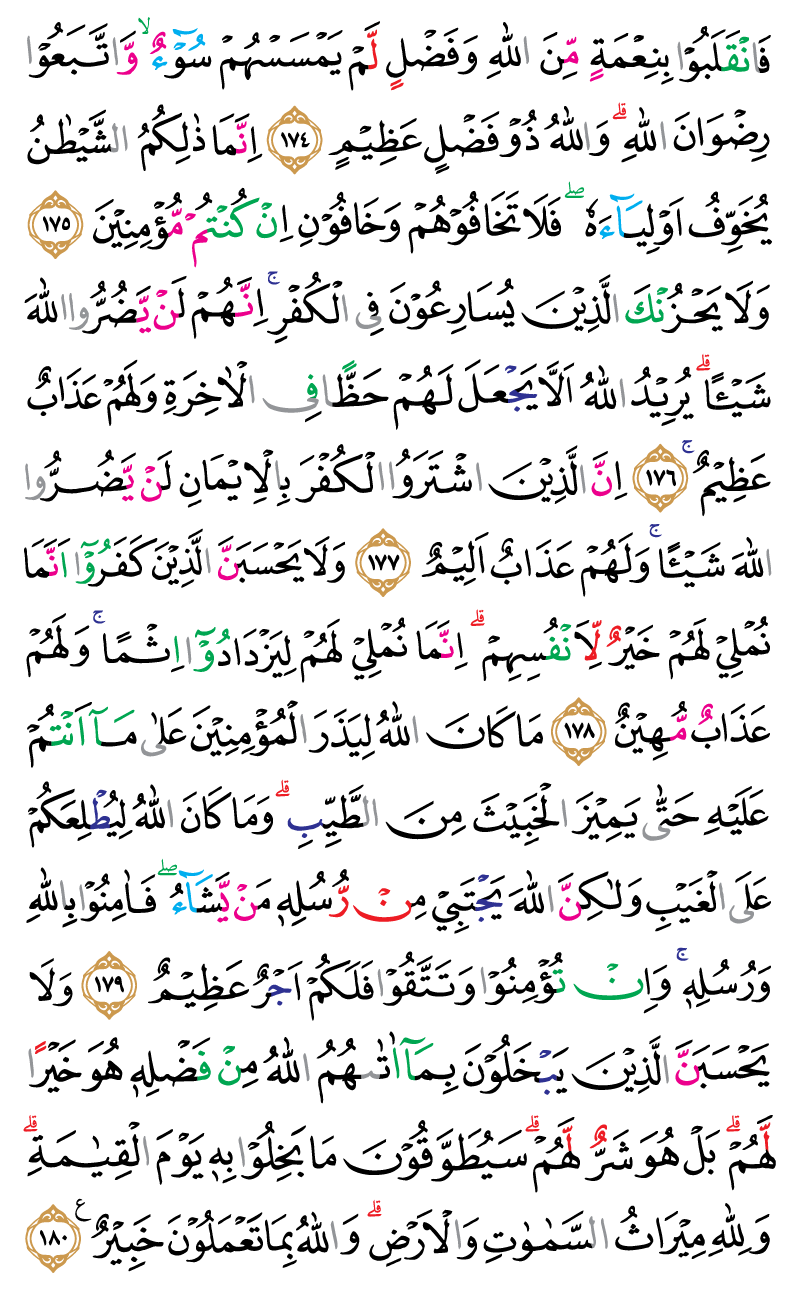 فَانْقَلَبُوْا بِنِعْمَةٍ مِّنَ اللّٰهِ وَفَضْلٍ لَّمْ يَمْسَسْهُمْ سُوْٓءٌۙ وَّاتَّبَعُوْا
رِضْوَانَ اللّٰهِۗ وَاللّٰهُ ذُوْ فَضْلٍ عَظِيْمٍ ١٧٤ اِنَّمَا ذٰلِكُمُ الشَّيْطٰنُ
يُخَوِّفُ اَوْلِيَاۤءَهٗۖ فَلَا تَخَافُوْهُمْ وَخَافُوْنِ اِنْ كُنْتُمْ مُّؤْمِنِيْنَ ١٧٥
وَلَا يَحْزُنْكَ الَّذِيْنَ يُسَارِعُوْنَ فِى الْكُفْرِۚ اِنَّهُمْ لَنْ يَّضُرُّوا اللّٰهَ
شَيْـًٔاۗ يُرِيْدُ اللّٰهُ اَلَّا يَجْعَلَ لَهُمْ حَظًّا فِى الْاٰخِرَةِ وَلَهُمْ عَذَابٌ
عَظِيْمٌۚ ١٧٦ اِنَّ الَّذِيْنَ اشْتَرَوُا الْكُفْرَ بِالْاِيْمَانِ لَنْ يَّضُرُّوا
اللّٰهَ شَيْـًٔاۚ وَلَهُمْ عَذَابٌ اَلِيْمٌ ١٧٧ وَلَا يَحْسَبَنَّ الَّذِيْنَ كَفَرُوْٓا اَنَّمَا
نُمْلِيْ لَهُمْ خَيْرٌ لِّاَنْفُسِهِمْۗ اِنَّمَا نُمْلِيْ لَهُمْ لِيَزْدَادُوْٓا اِثْمًاۚ وَلَهُمْ
عَذَابٌ مُّهِيْنٌ ١٧٨ مَا كَانَ اللّٰهُ لِيَذَرَ الْمُؤْمِنِيْنَ عَلٰى مَآ اَنْتُمْ
عَلَيْهِ حَتّٰى يَمِيْزَ الْخَبِيْثَ مِنَ الطَّيِّبِۗ وَمَا كَانَ اللّٰهُ لِيُطْلِعَكُمْ
عَلَى الْغَيْبِ وَلٰكِنَّ اللّٰهَ يَجْتَبِيْ مِنْ رُّسُلِهٖ مَنْ يَّشَاۤءُۖ فَاٰمِنُوْا بِاللّٰهِ
وَرُسُلِهٖۚ وَاِنْ تُؤْمِنُوْا وَتَتَّقُوْا فَلَكُمْ اَجْرٌ عَظِيْمٌ ١٧٩ وَلَا
يَحْسَبَنَّ الَّذِيْنَ يَبْخَلُوْنَ بِمَآ اٰتٰىهُمُ اللّٰهُ مِنْ فَضْلِهٖ هُوَ خَيْرًا
لَّهُمْۗ بَلْ هُوَ شَرٌّ لَّهُمْۗ سَيُطَوَّقُوْنَ مَا بَخِلُوْا بِهٖ يَوْمَ الْقِيٰمَةِۗ
وَلِلّٰهِ مِيْرَاثُ السَّمٰوٰتِ وَالْاَرْضِۗ وَاللّٰهُ بِمَا تَعْمَلُوْنَ خَبِيْرٌ ࣖ ١٨٠